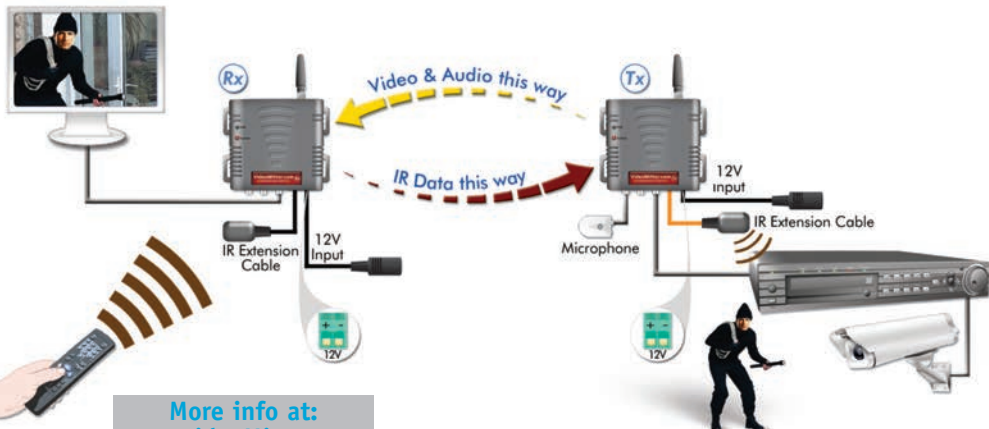 Rx
Video & Audio this way
Tx
IR Data this way
IR Extension
Cable
12V
Input
12V
Microphone
12V
input
IR Extension Cable
12V
More info at: